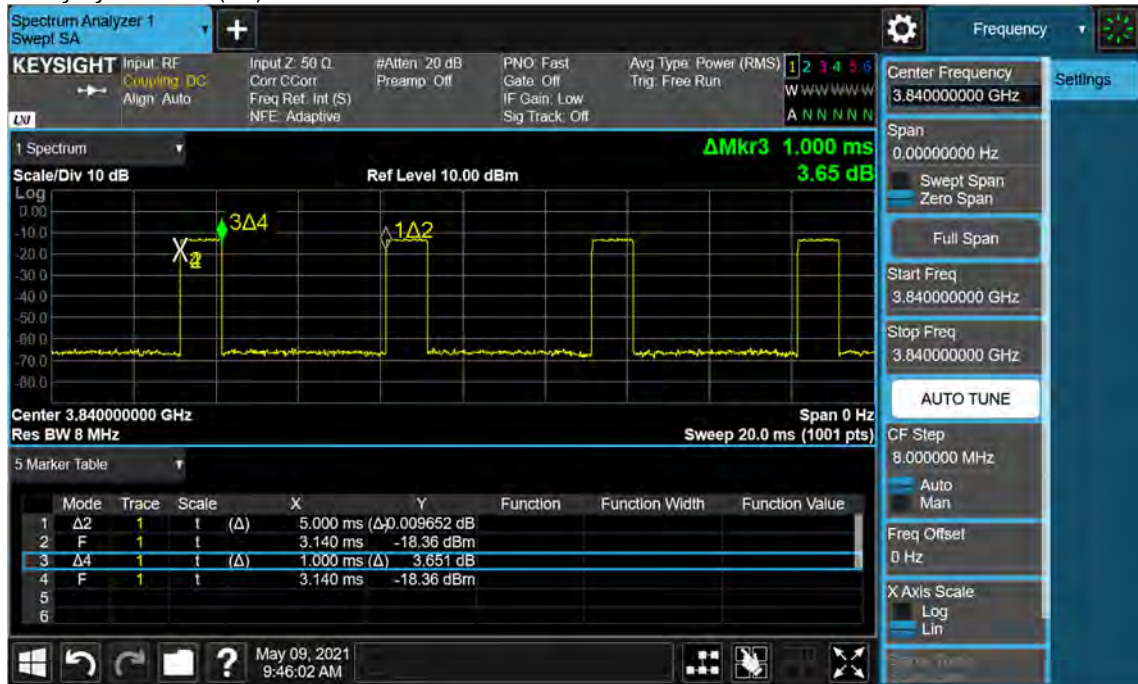 Spectrum Analyzer 1
Swept SA
+
Frequency
KEYSIGHT
Input: RF
Coupling: DC
Align: Auto
Input Z: 50 Ω
Corr CCorr
Freq Ref: Int (S)
NFE: Adaptive
#Atten: 20 dB
Preamp: Off
PNO: Fast
Gate: Off
IF Gain: Low
Sig Track: Off
Avg Type: Power (RMS)
Trig: Free Run
1 2 3 4 5 6
W W W W W W
A N N N N N
LXI
1 Spectrum
ΔMkr3 1.000 ms
3.65 dB
Scale/Div 10 dB
Ref Level 10.00 dBm
Log
0.00
-10.0
-20.0
-30.0
-40.0
-50.0
-60.0
-70.0
-80.0
3Δ4
1Δ2
Center 3.840000000 GHz
Span 0 Hz
Res BW 8 MHz
Sweep 20.0 ms (1001 pts)
5 Marker Table
Mode Trace Scale X Y Function Function Width Function Value
1 Δ2 1 t (Δ) 5.000 ms (Δ) -0.009652 dB
2 F 1 t 3.140 ms -18.36 dBm
3 Δ4 1 t (Δ) 1.000 ms (Δ) 3.651 dB
4 F 1 t 3.140 ms -18.36 dBm
5
6
Center Frequency
3.840000000 GHz
Settings
Span
0.00000000 Hz
Swept Span
Zero Span
Full Span
Start Freq
3.840000000 GHz
Stop Freq
3.840000000 GHz
AUTO TUNE
CF Step
8.000000 MHz
Auto
Man
Freq Offset
0 Hz
X Axis Scale
Log
Lin
?
May 09, 2021
9:46:02 AM